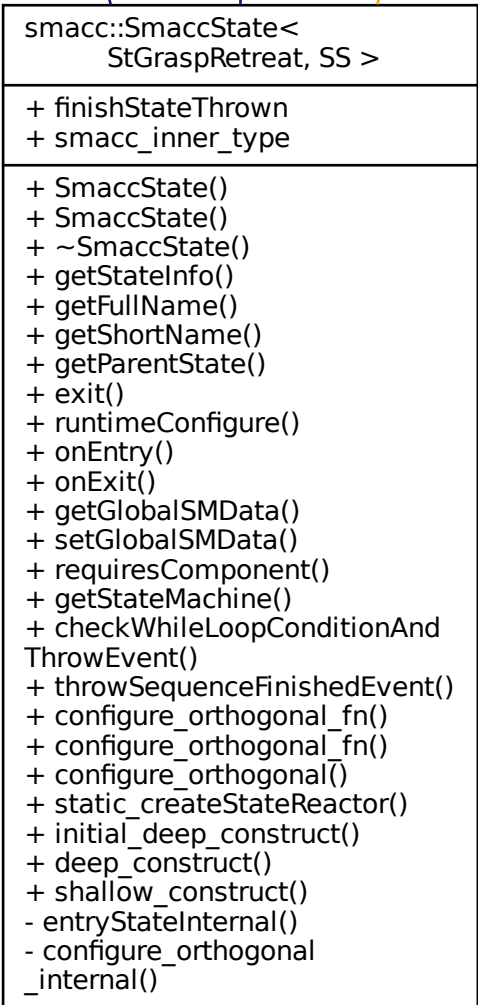 smacc::SmaccState<
StGraspRetreat, SS >
+ finishStateThrown
+ smacc_inner_type
+ SmaccState()
+ SmaccState()
+ ~SmaccState()
+ getStateInfo()
+ getFullName()
+ getShortName()
+ getParentState()
+ exit()
+ runtimeConfigure()
+ onEntry()
+ onExit()
+ getGlobalSMData()
+ setGlobalSMData()
+ requiresComponent()
+ getStateMachine()
+ checkWhileLoopConditionAnd
ThrowEvent()
+ throwSequenceFinishedEvent()
+ configure_orthogonal_fn()
+ configure_orthogonal_fn()
+ configure_orthogonal()
+ static_createStateReactor()
+ initial_deep_construct()
+ deep_construct()
+ shallow_construct()
- entryStateInternal()
- configure_orthogonal
_internal()